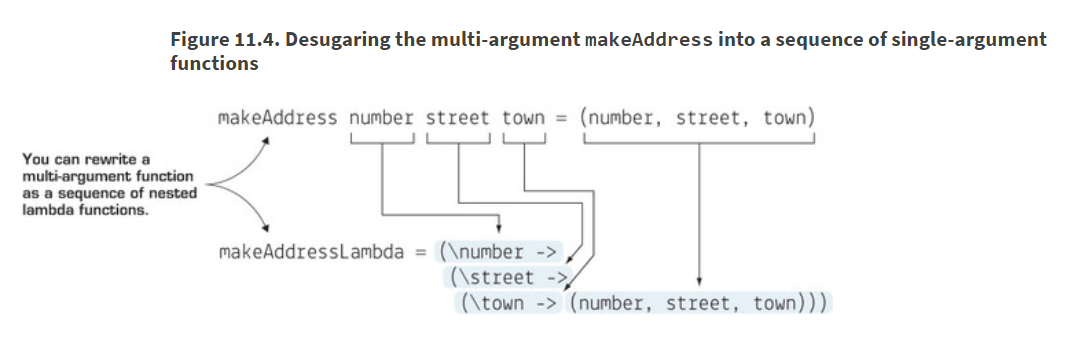 Figure 11.4. Desugaring the multi-argument makeAddress into a sequence of single-argument
functions
makeAddress number street town = (number, street, town)
You can rewrite a
multi-argument function
as a sequence of nested
lambda functions.
makeAddressLambda = (\number ->
(\street ->
(\town -> (number, street, town)))